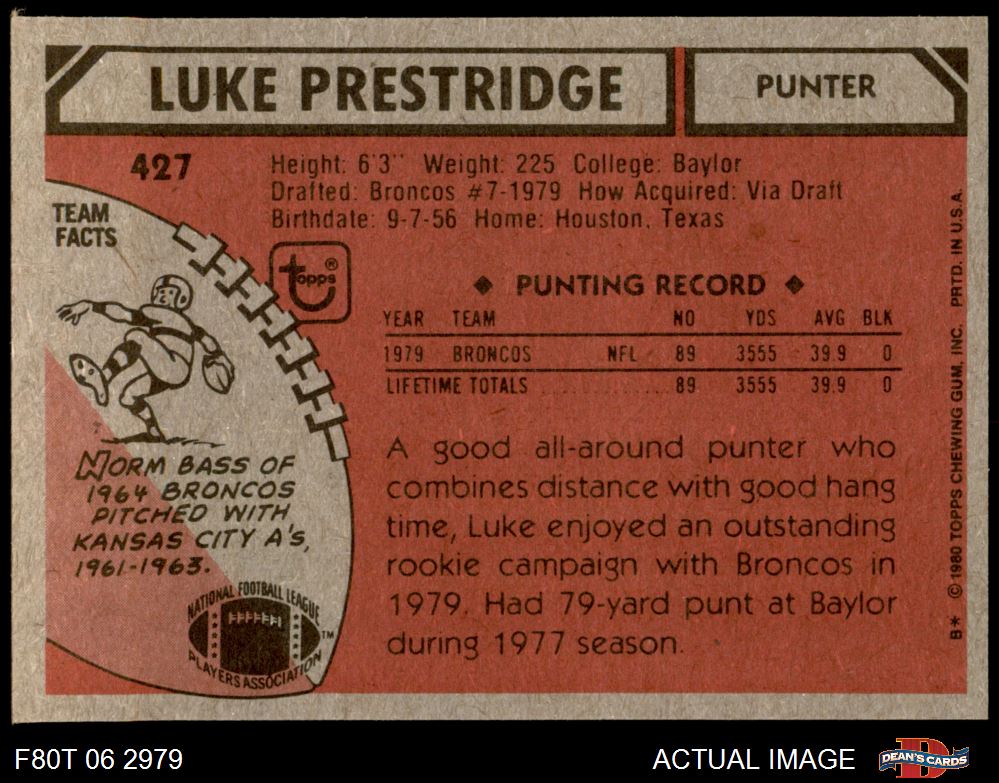 LUKE PRESTRIDGE
PUNTER
427
Height: 6'3" Weight: 225 College: Baylor
Drafted: Broncos #7-1979 How Acquired: Via Draft
Birthdate: 9-7-56 Home: Houston, Texas
TEAM
FACTS
topps®
◆ PUNTING RECORD ◆
YEAR TEAM NO YDS AVG BLK
1979 BRONCOS NFL 89 3555 39.9 0
LIFETIME TOTALS 89 3555 39.9 0
A good all-around punter who
combines distance with good hang
time, Luke enjoyed an outstanding
rookie campaign with Broncos in
1979. Had 79-yard punt at Baylor
during 1977 season.
NORM BASS OF
1964 BRONCOS
PITCHED WITH
KANSAS CITY A'S,
1961-1963.
NATIONAL FOOTBALL LEAGUE
PLAYERS ASSOCIATION
TM
B* © 1980 TOPPS CHEWING GUM, INC. PRTD. IN U.S.A.
F80T 06 2979
ACTUAL IMAGE
DEAN'S CARDS